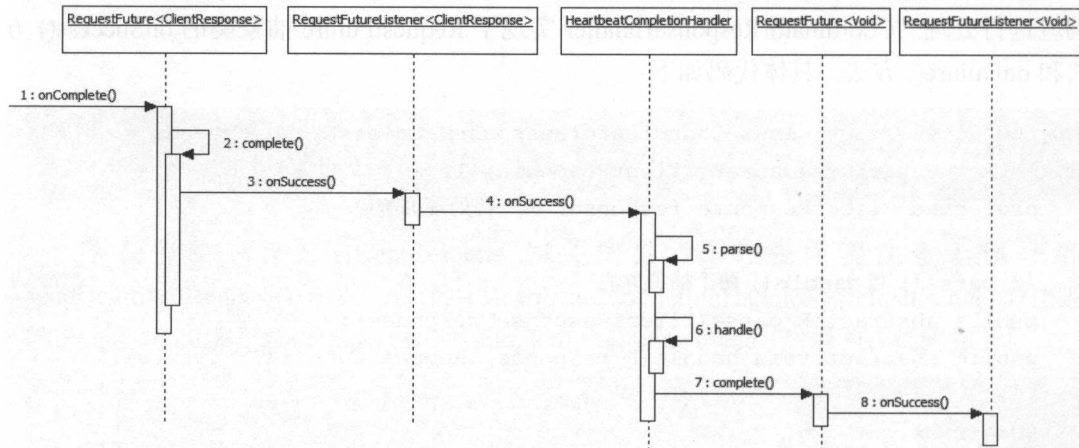 RequestFuture<ClientResponse>
RequestFutureListener<ClientResponse>
HeartbeatCompletionHandler
RequestFuture<Void>
RequestFutureListener<Void>
1 : onComplete()
2 : complete()
3 : onSuccess()
4 : onSuccess()
5 : parse()
6 : handle()
7 : complete()
8 : onSuccess()